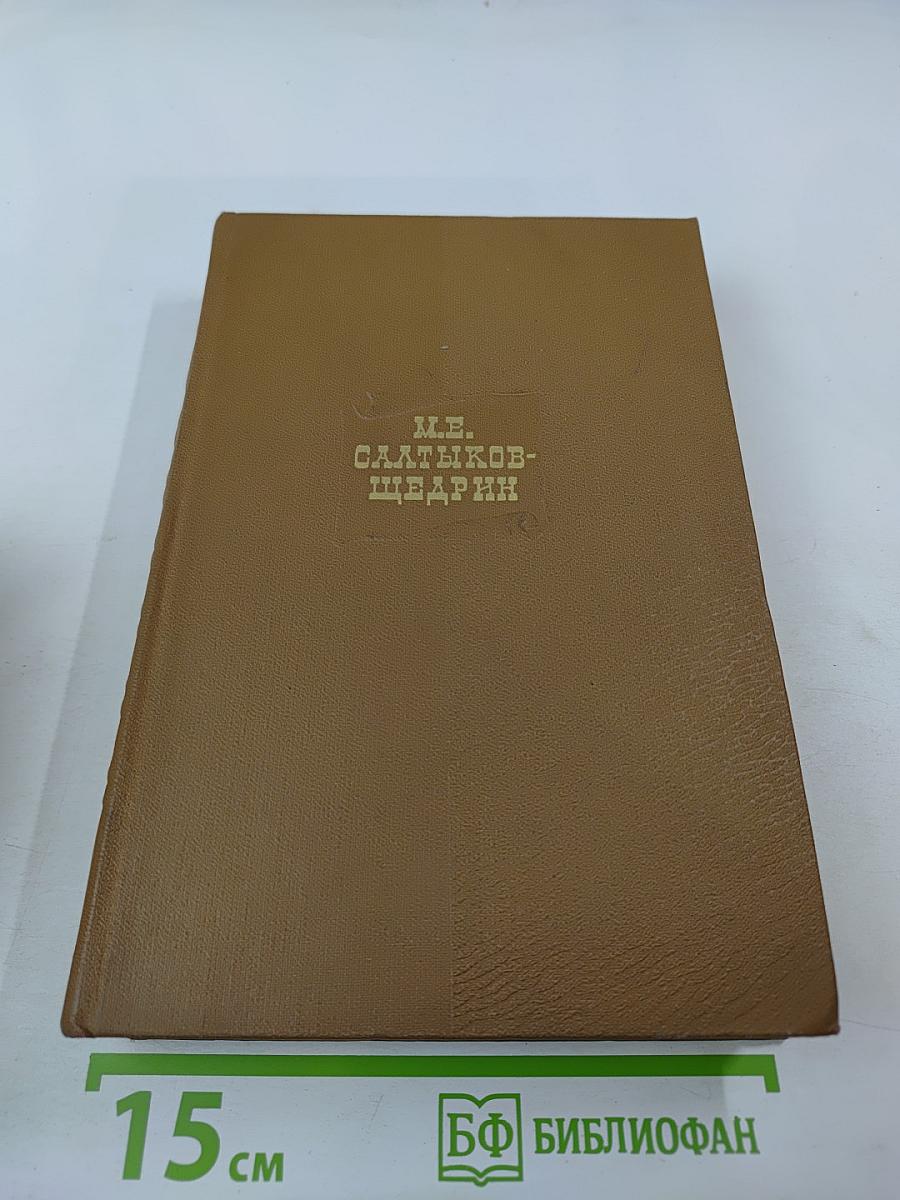 М.Е.
САЛТЫКОВ-
ЩЕДРИН
15 см
БФ БИБЛИОФАН